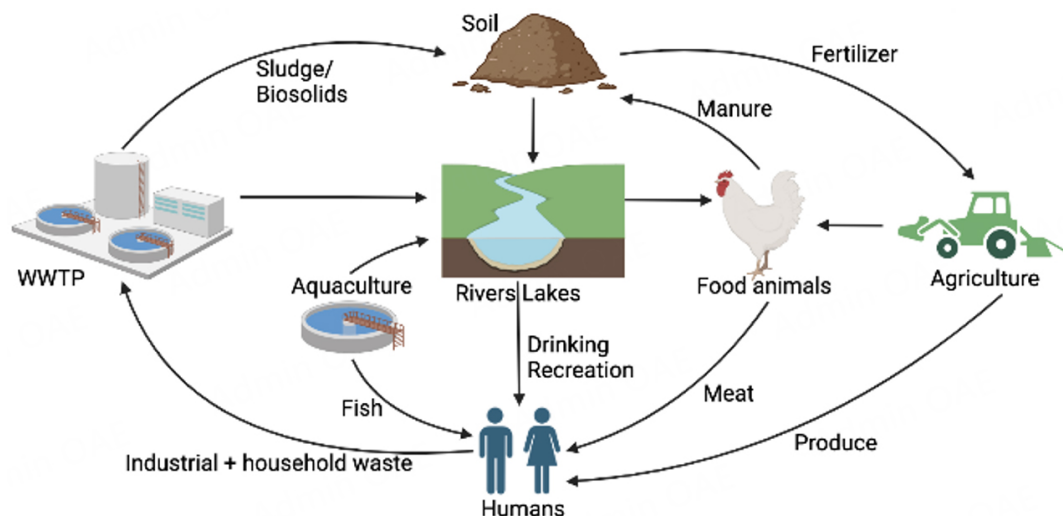 Soil
Fertilizer
Sludge/
Biosolids
Manure
WWTP
Aquaculture
Rivers Lakes
Food animals
Agriculture
Drinking
Recreation
Fish
Meat
Produce
Industrial + household waste
Humans